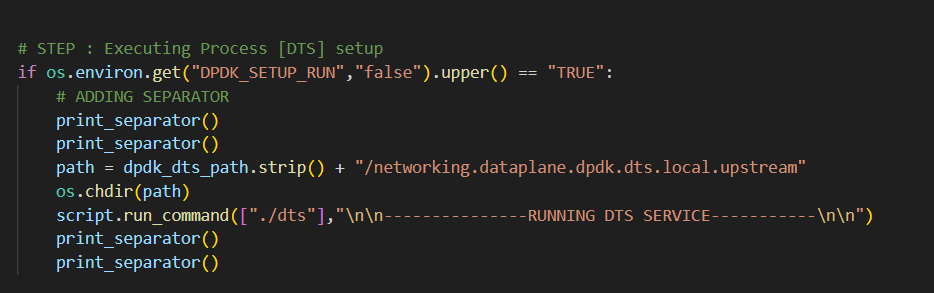 # STEP : Executing Process [DTS] setup
if os.environ.get("DPDK_SETUP_RUN","false").upper() == "TRUE":
    # ADDING SEPARATOR
    print_separator()
    print_separator()
    path = dpdk_dts_path.strip() + "/networking.dataplane.dpdk.dts.local.upstream"
    os.chdir(path)
    script.run_command(["./dts"],"\n\n---------------RUNNING DTS SERVICE-----------\n\n")
    print_separator()
    print_separator()